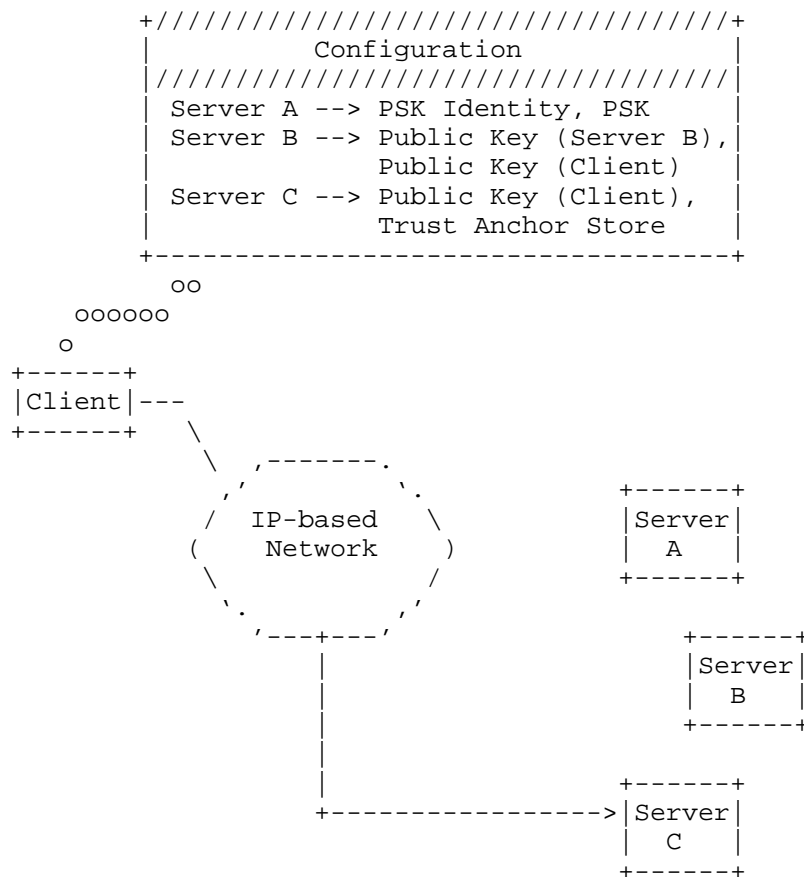 Configuration
Server A --> PSK Identity, PSK
Server B --> Public Key (Server B),
Public Key (Client)
Server C --> Public Key (Client),
Trust Anchor Store
Client
IP-based
Network
Server
A
Server
B
Server
C